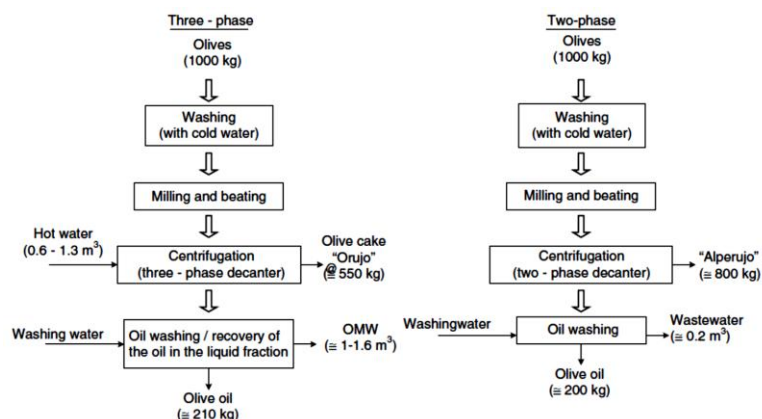 Three - phase
Olives
(1000 kg)
Washing
(with cold water)
Milling and beating
Hot water
(0.6 - 1.3 m³)
Centrifugation
(three - phase decanter)
Olive cake
“Orujo”
(≅ 550 kg)
Washing water
Oil washing / recovery of
the oil in the liquid fraction
OMW
(≅ 1-1.6 m³)
Olive oil
(≅ 210 kg)
Two-phase
Olives
(1000 kg)
Washing
(with cold water)
Milling and beating
Centrifugation
(two - phase decanter)
“Alperujo”
(≅ 800 kg)
Washingwater
Oil washing
Wastewater
(≅ 0.2 m³)
Olive oil
(≅ 200 kg)